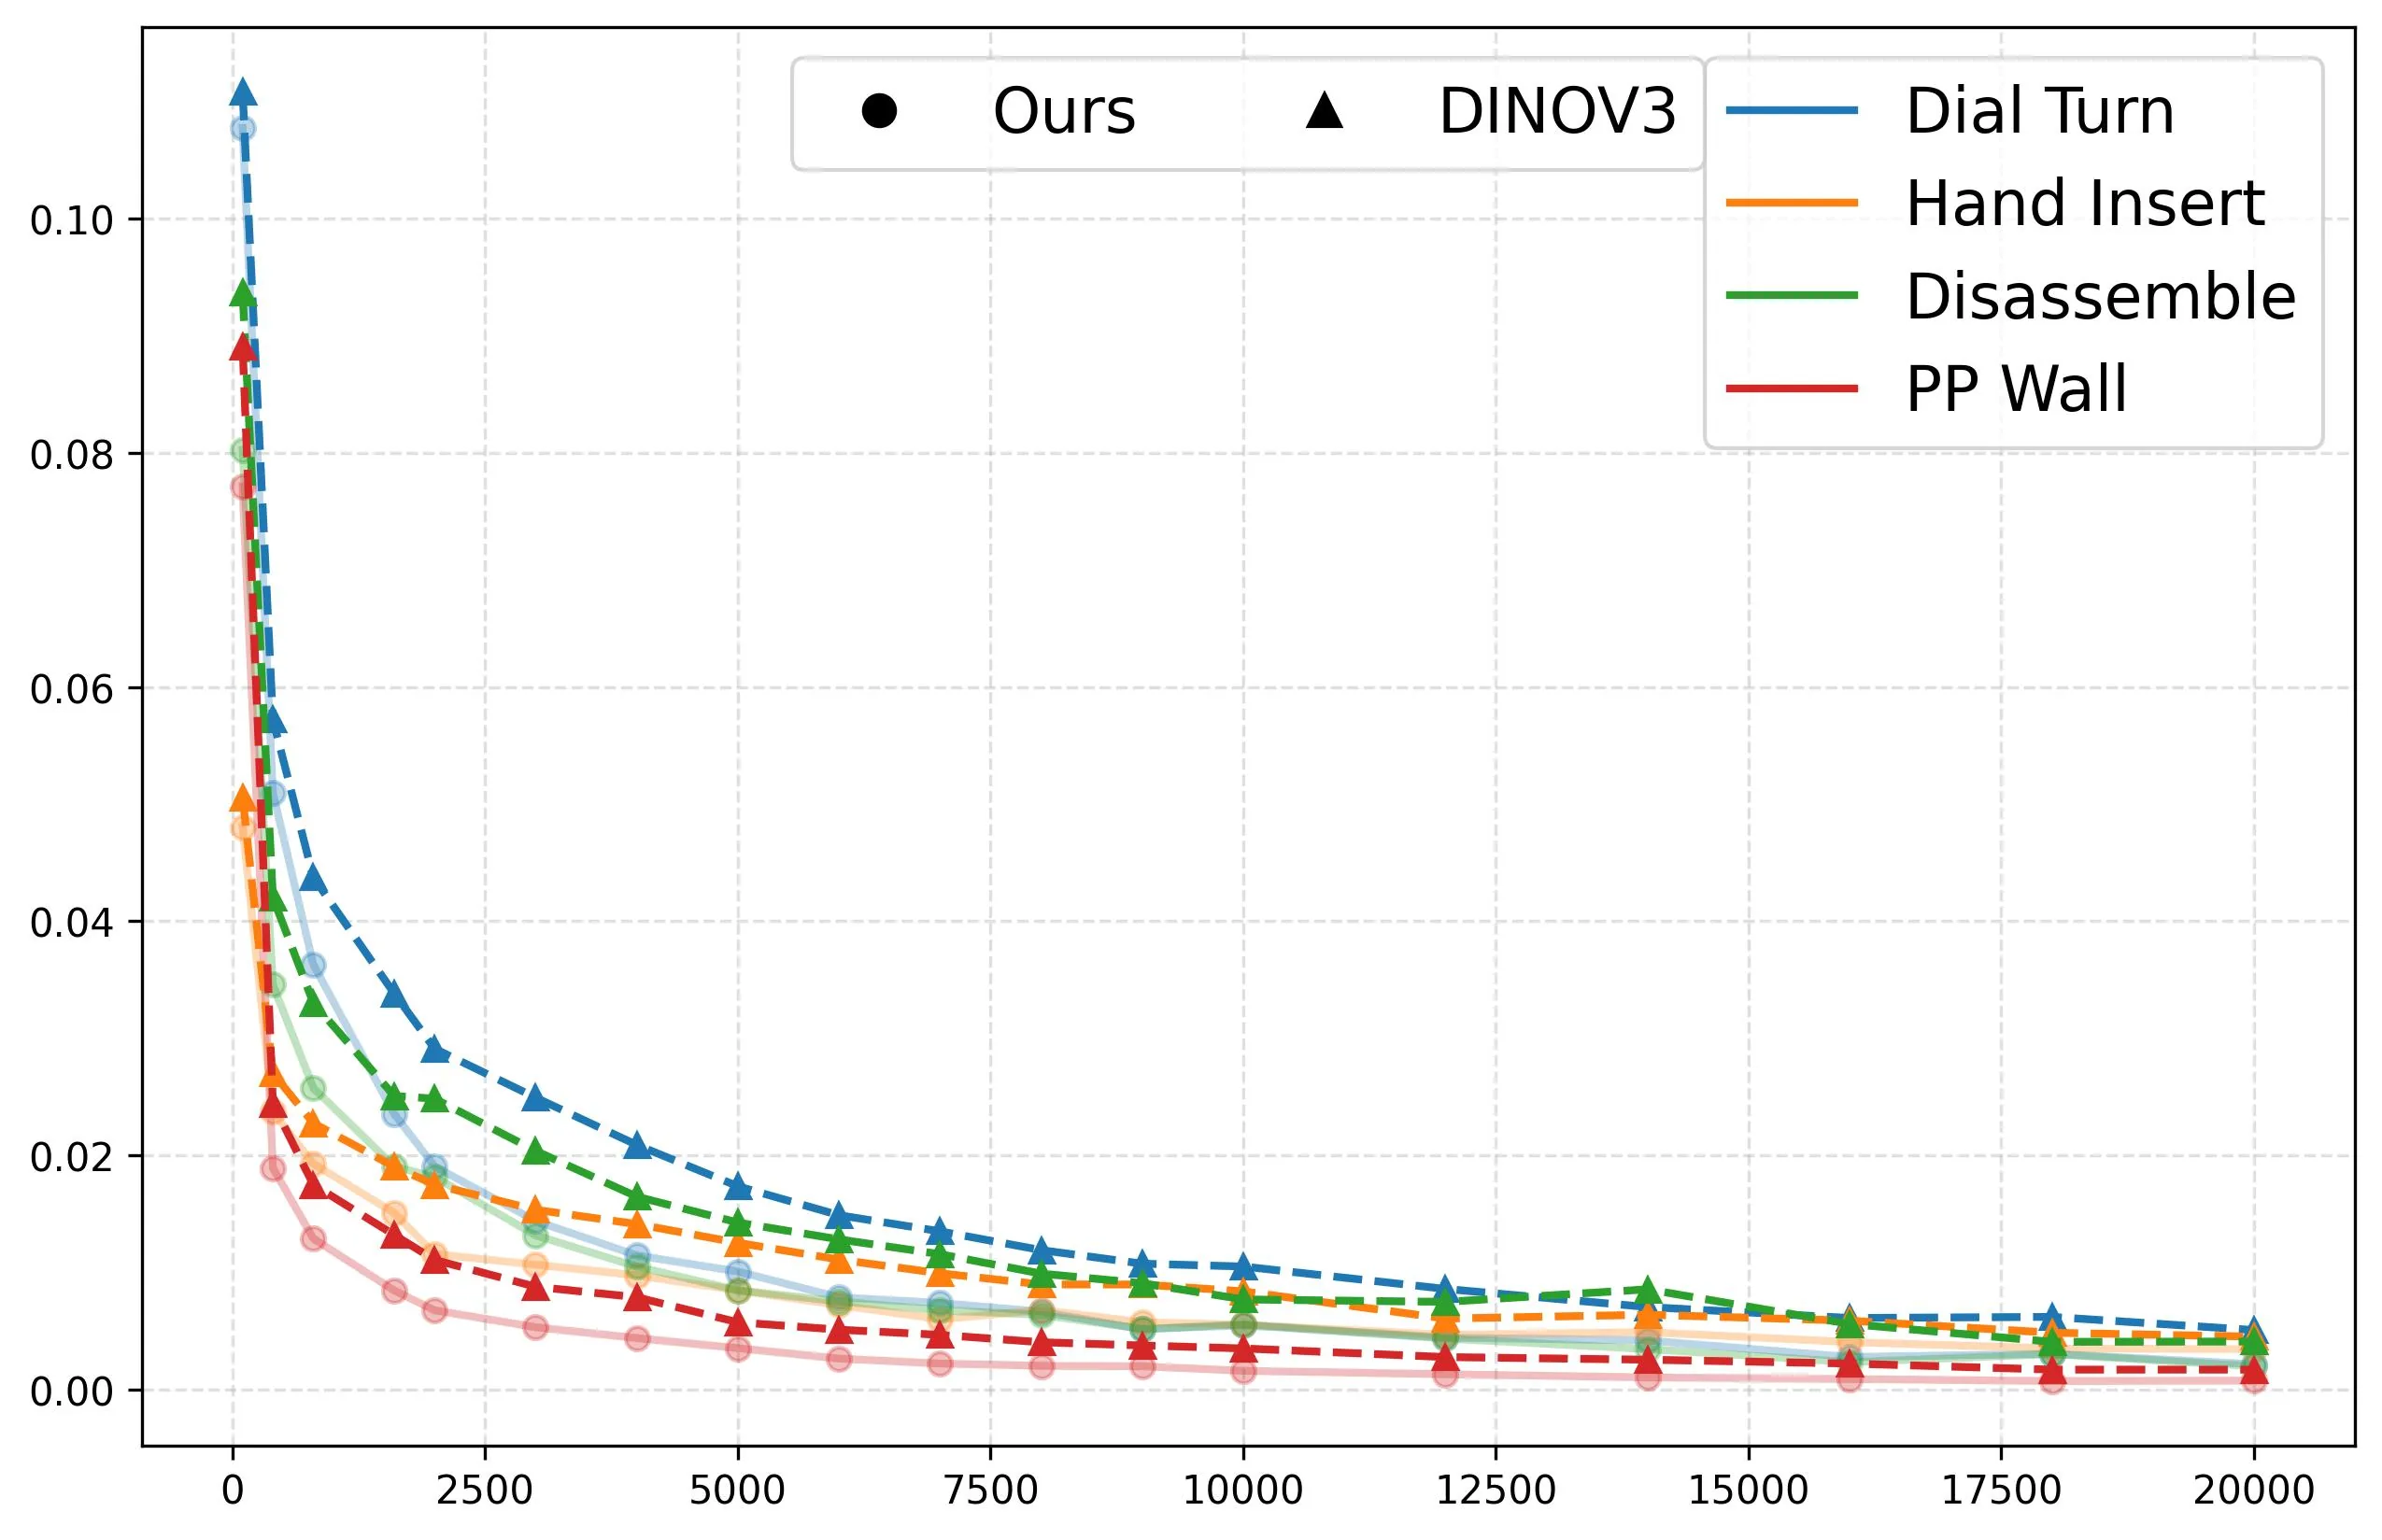 Ours DINOV3
Dial Turn
Hand Insert
Disassemble
PP Wall
0.10
0.08
0.06
0.04
0.02
0.00
0 2500 5000 7500 10000 12500 15000 17500 20000